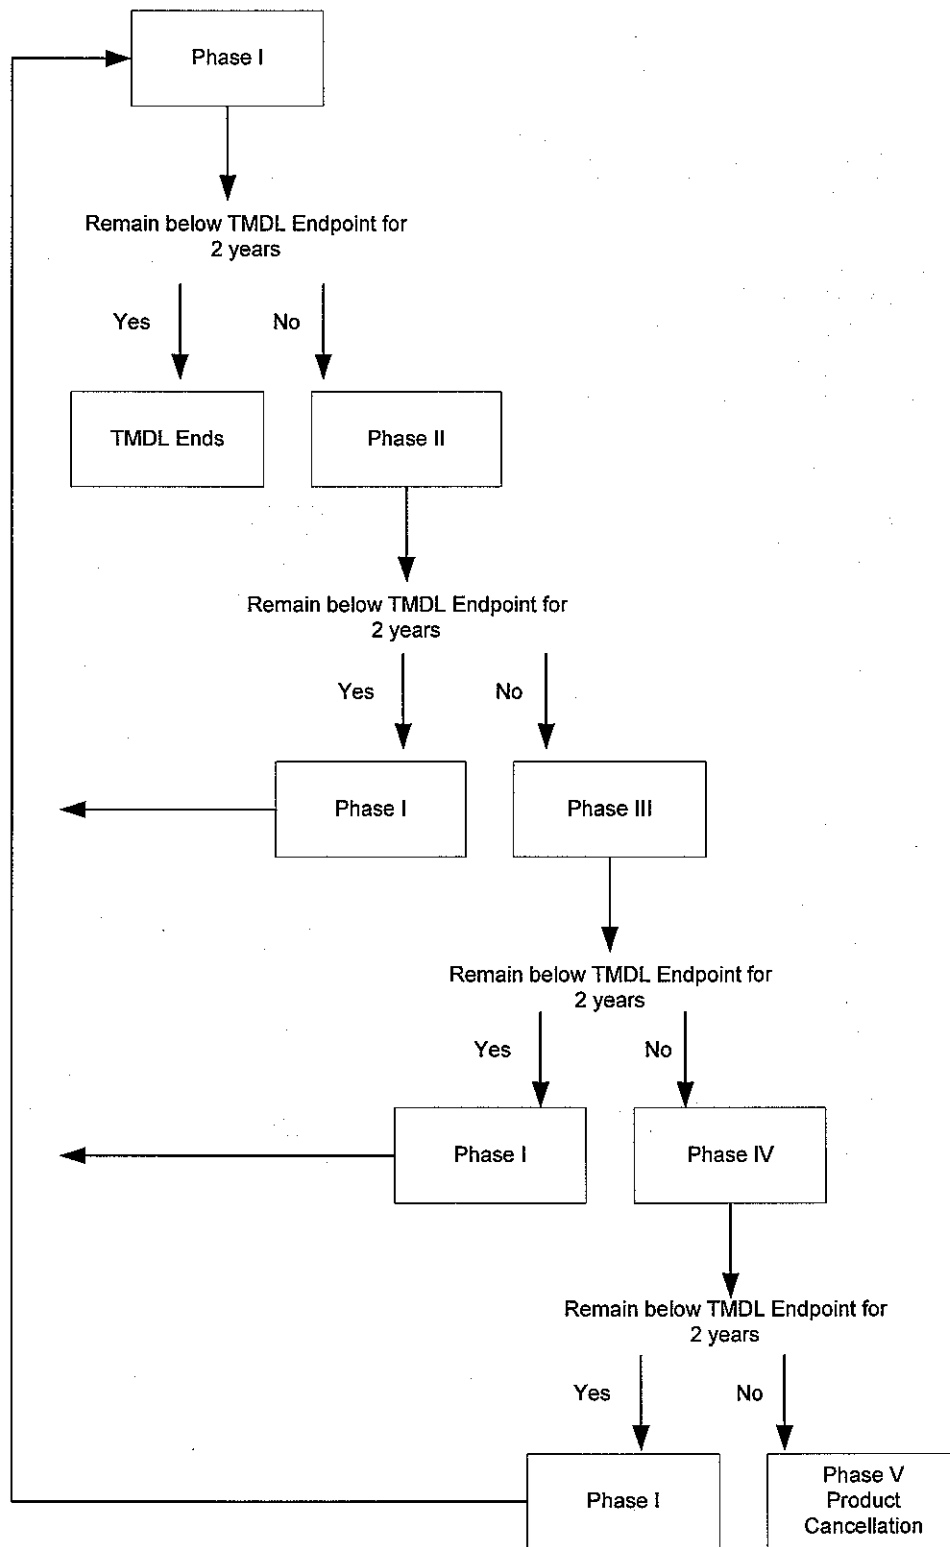 Phase I
Remain below TMDL Endpoint for
2 years
Yes
No
TMDL Ends
Phase II
Remain below TMDL Endpoint for
2 years
Yes
No
Phase I
Phase III
Remain below TMDL Endpoint for
2 years
Yes
No
Phase I
Phase IV
Remain below TMDL Endpoint for
2 years
Yes
No
Phase I
Phase V
Product
Cancellation